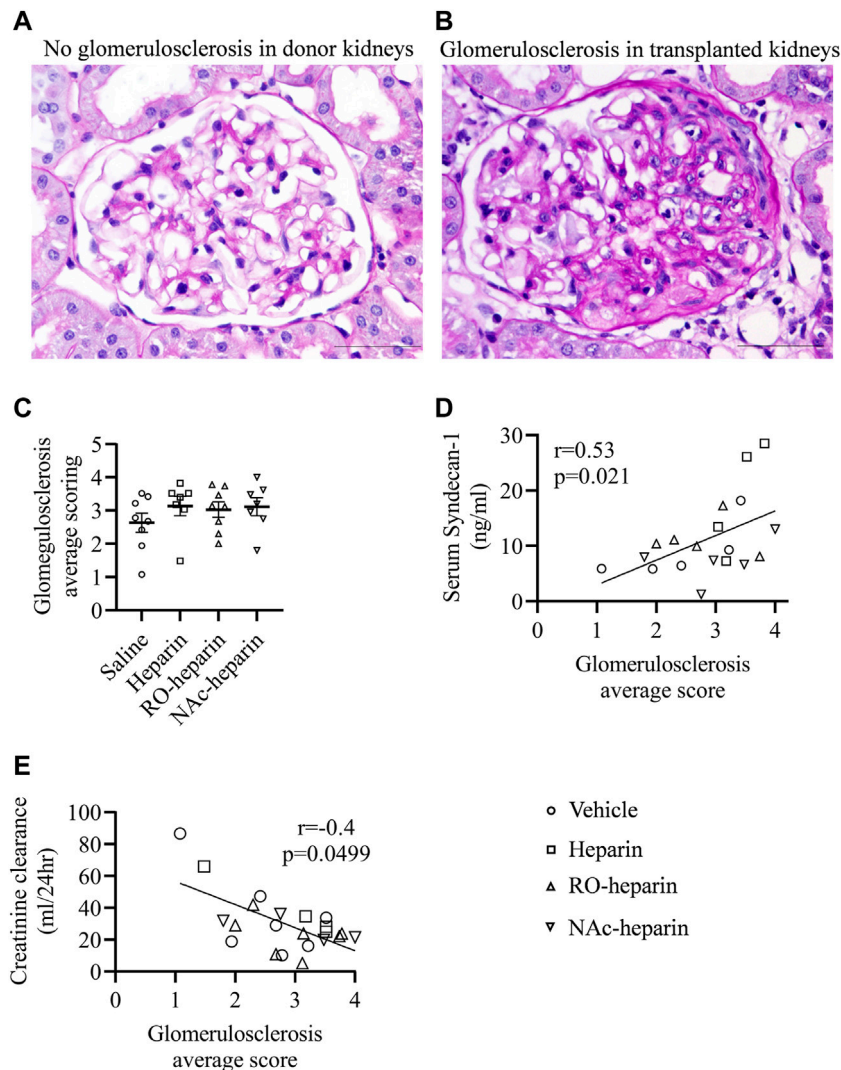 A
No glomerulosclerosis in donor kidneys
B
Glomerulosclerosis in transplanted kidneys
C
Glomegulosclerosis
average scoring
5
4
3
2
1
0
Saline
Heparin
RO-heparin
NAc-heparin
D
r=0.53
p=0.021
Serum Syndecan-1
(ng/ml)
30
20
10
0
0 1 2 3 4
Glomerulosclerosis
average score
E
r=-0.4
p=0.0499
Creatinine clearance
(ml/24hr)
100
80
60
40
20
0
0 1 2 3 4
Glomerulosclerosis
average score
Vehicle
Heparin
RO-heparin
NAc-heparin